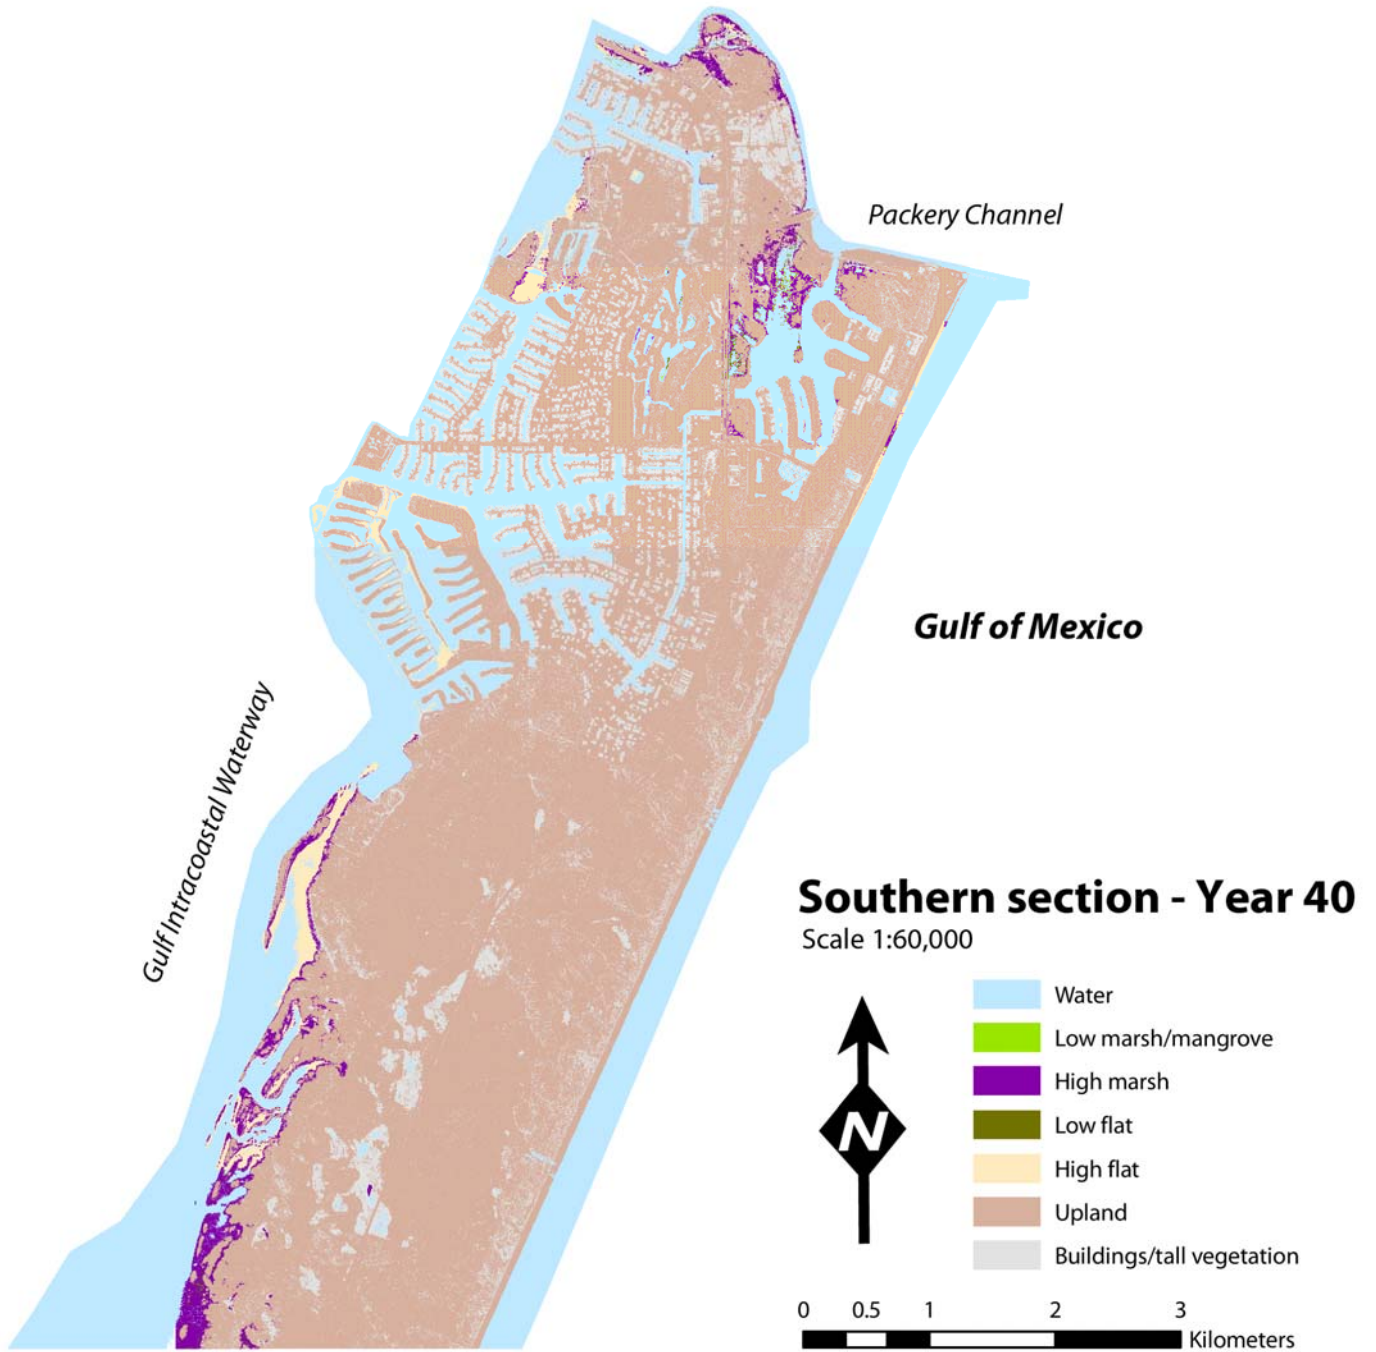 Packery Channel
Gulf of Mexico
Gulf Intracoastal Waterway
Southern section - Year 40
Scale 1:60,000
Water
Low marsh/mangrove
High marsh
Low flat
High flat
Upland
Buildings/tall vegetation
N
0 0.5 1 2 3
Kilometers